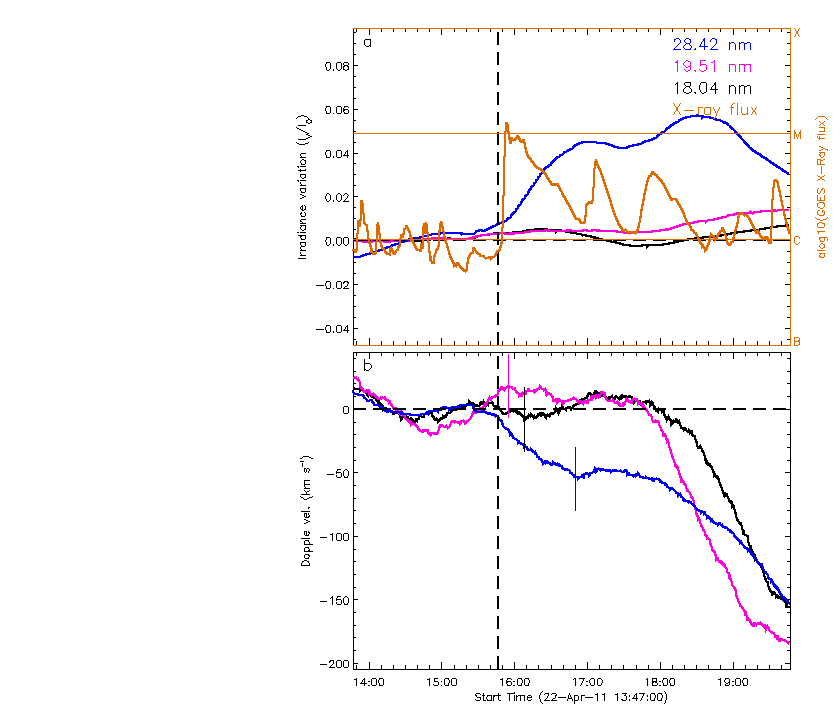 a
28.42 nm
19.51 nm
18.04 nm
X-ray flux
X
M
C
B
alog10(GOES X-Ray flux)
Irradiance variation (Iᵥ/I₀)
0.08
0.06
0.04
0.02
0.00
-0.02
-0.04
b
Dopple vel. (km s⁻¹)
0
-50
-100
-150
-200
14:00 15:00 16:00 17:00 18:00 19:00
Start Time (22-Apr-11 13:47:00)